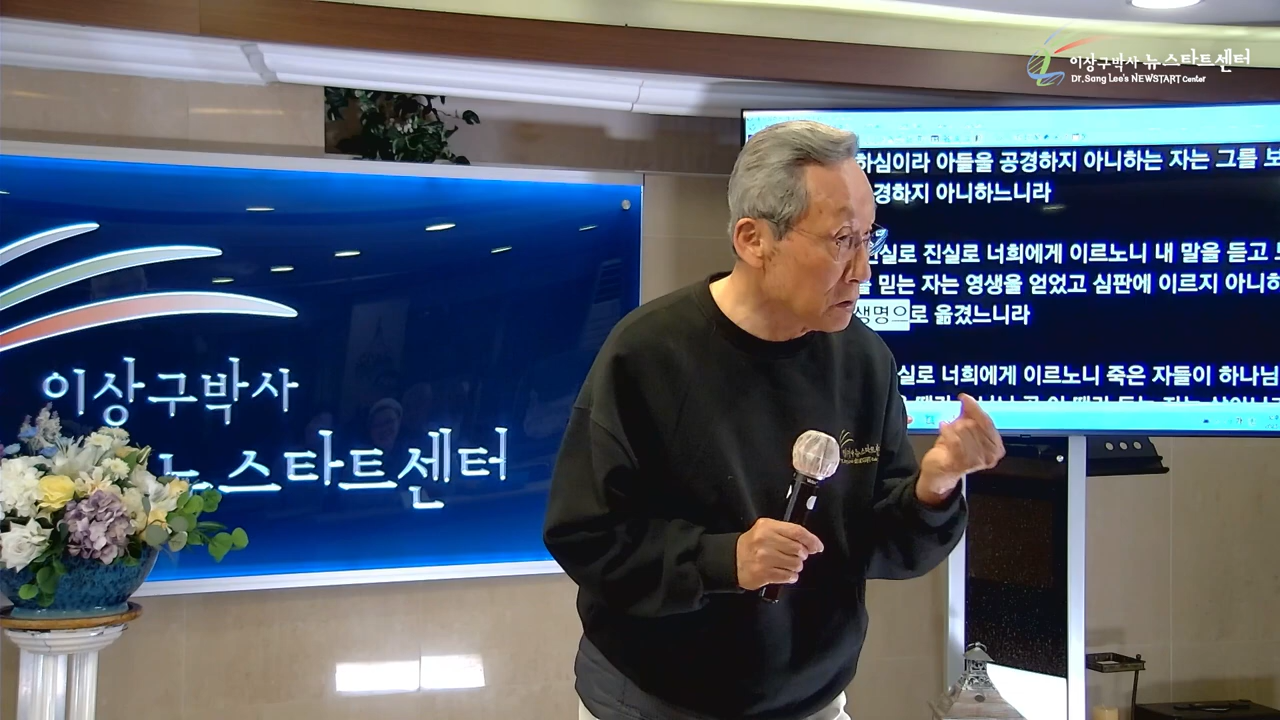 이상구박사 뉴스타트센터
Dr. Sang Lee's NEWSTART Center
하심이라 아들을 공경하지 아니하는 자는 그를 보
경하지 아니하느니라
진실로 진실로 너희에게 이르노니 내 말을 듣고
믿는 자는 영생을 얻었고 심판에 이르지 아니하
생명으로 옮겼느니라
실로 너희에게 이르노니 죽은 자들이 하나님
이상구박사
뉴스타트센터